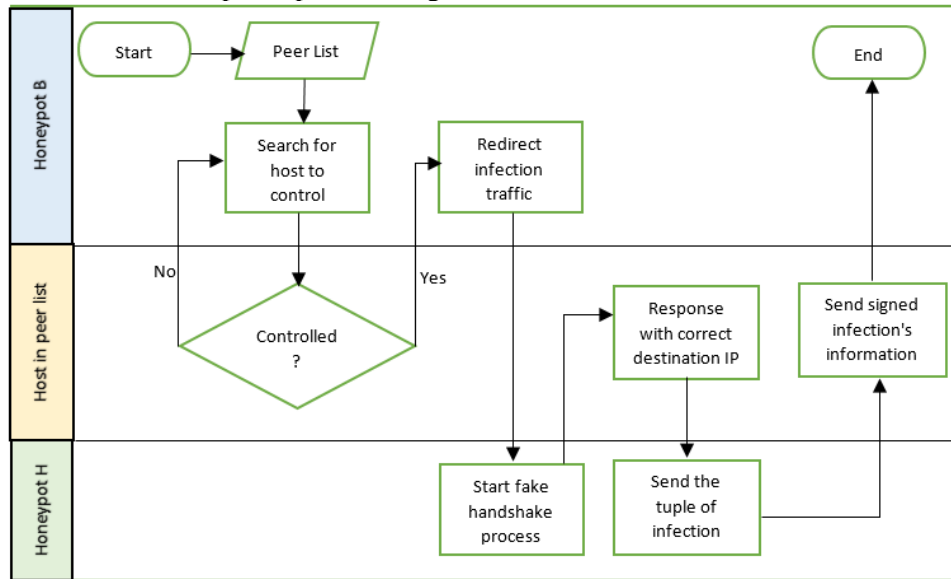 Honeypot B
Start
Peer List
End
Search for
host to
control
Redirect
infection
traffic
Host in peer list
No
Yes
Controlled
?
Response
with correct
destination IP
Send signed
infection's
information
Honeypot H
Start fake
handshake
process
Send the
tuple of
infection